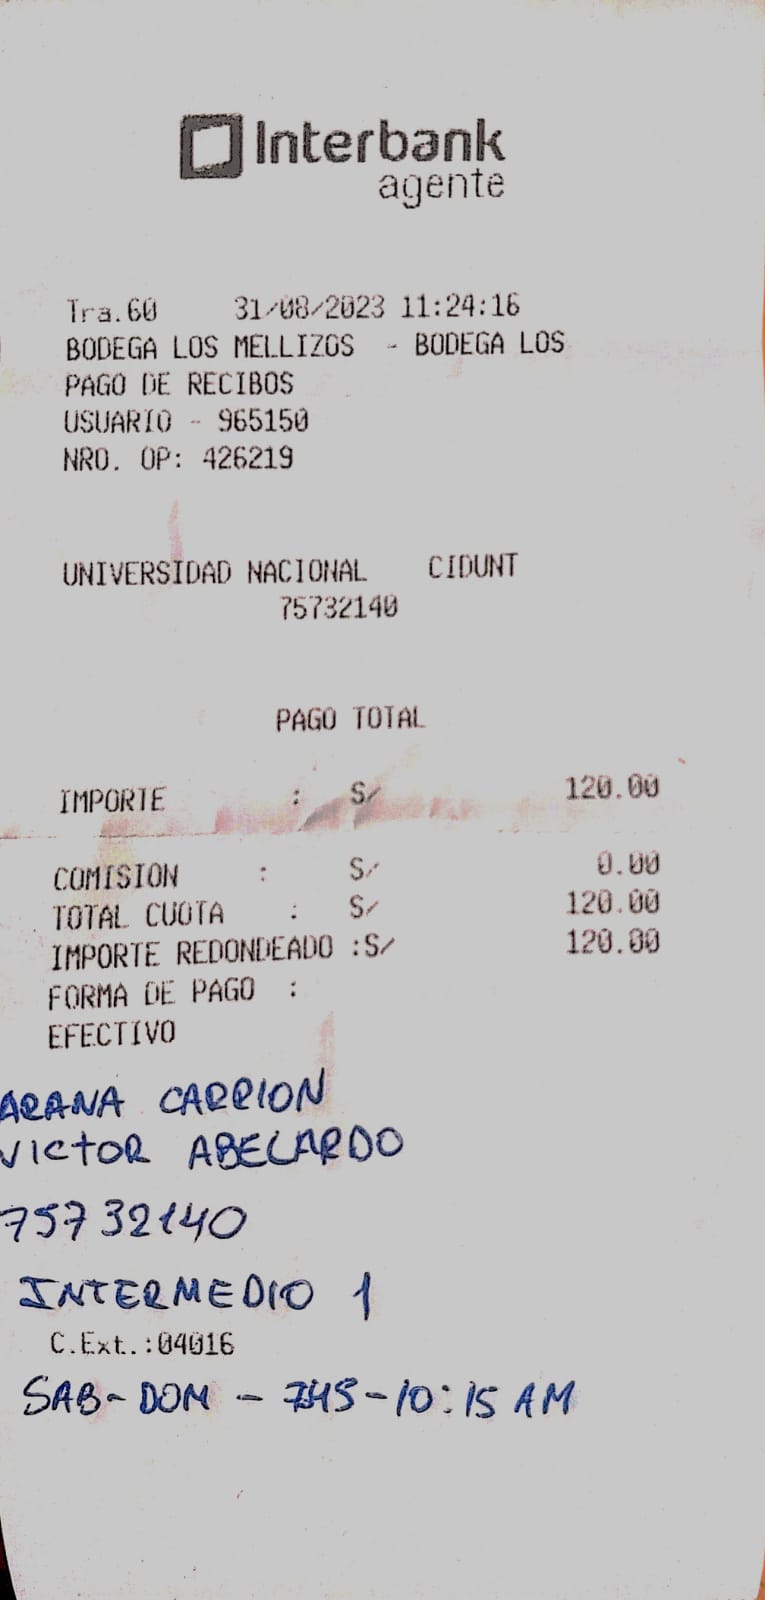 Interbank
agente
Tra.60 31/08/2023 11:24:16
BODEGA LOS MELLIZOS - BODEGA LOS
PAGO DE RECIBOS
USUARIO - 965150
NRO. OP: 426219
UNIVERSIDAD NACIONAL CIDUNT
75732140
PAGO TOTAL
IMPORTE : S/ 120.00
COMISION : S/ 0.00
TOTAL CUOTA : S/ 120.00
IMPORTE REDONDEADO :S/ 120.00
FORMA DE PAGO :
EFECTIVO
ARANA CARRION
VICTOR ABELARDO
75732140
INTERMEDIO 1
C.Ext.:04016
SAB-DOM - 745-10:15 AM